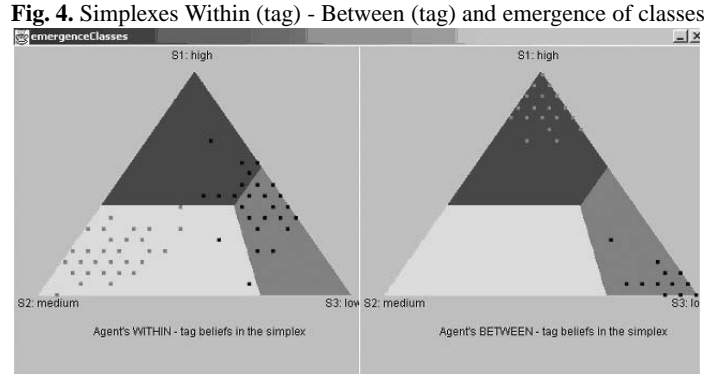 Fig. 4. Simplexes Within (tag) - Between (tag) and emergence of classes
emergenceClasses
S1: high
S1: high
S2: medium
S3: low
S2: medium
S3: lo
Agent's WITHIN - tag beliefs in the simplex
Agent's BETWEEN - tag beliefs in the simplex